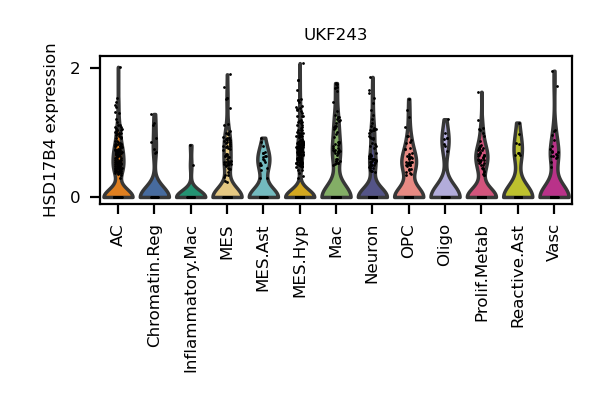 UKF243
HSD17B4 expression
2
0
AC
Chromatin.Reg
Inflammatory.Mac
MES
MES.Ast
MES.Hyp
Mac
Neuron
OPC
Oligo
Prolif.Metab
Reactive.Ast
Vasc